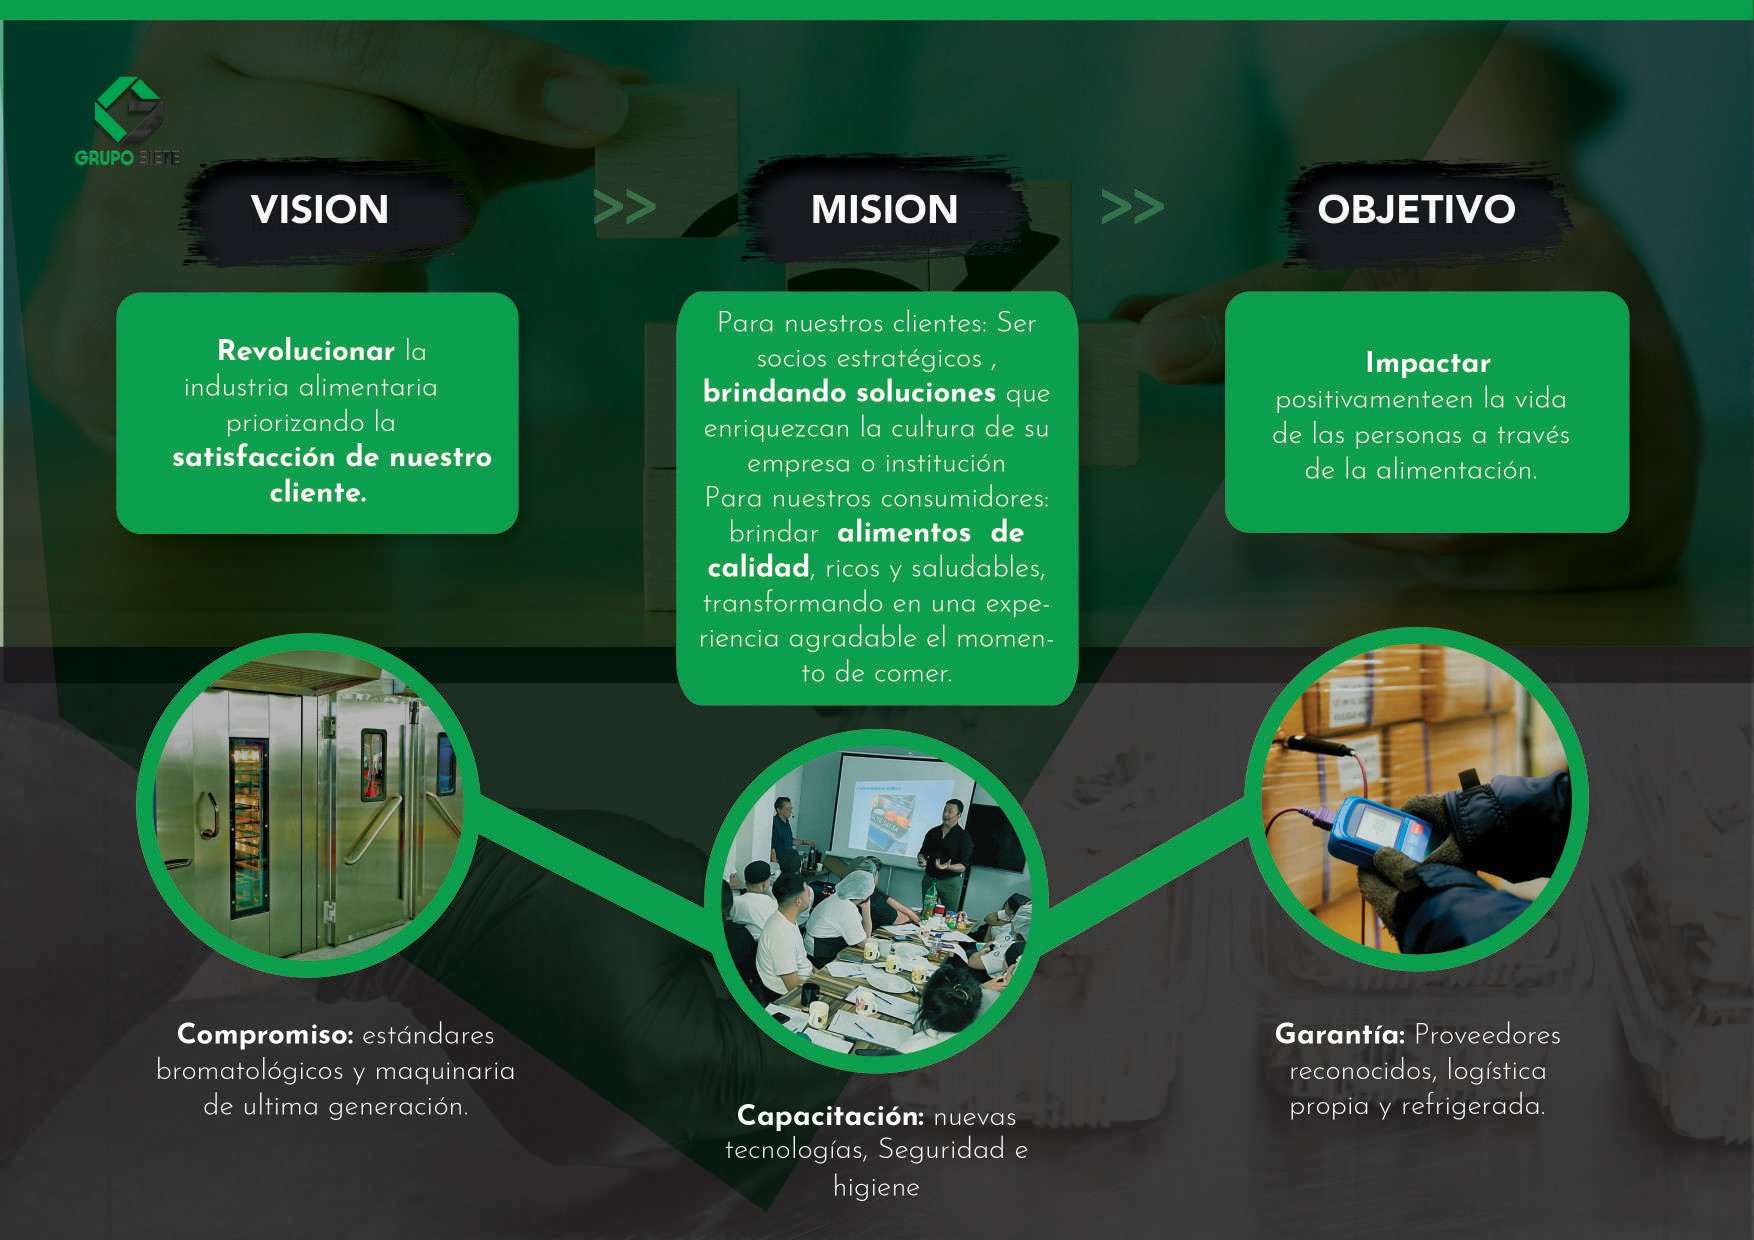 GRUPO SIETE
VISION
>>
MISION
>>
OBJETIVO
Revolucionar la
industria alimentaria
priorizando la
satisfacción de nuestro
cliente.
Para nuestros clientes: Ser
socios estratégicos ,
brindando soluciones que
enriquezcan la cultura de su
empresa o institución
Para nuestros consumidores:
brindar alimentos de
calidad, ricos y saludables,
transformando en una expe-
riencia agradable el momen-
to de comer.
Impactar
positivamenteen la vida
de las personas a través
de la alimentación.
Compromiso: estándares
bromatológicos y maquinaria
de ultima generación.
Capacitación: nuevas
tecnologías, Seguridad e
higiene
Garantía: Proveedores
reconocidos, logística
propia y refrigerada.